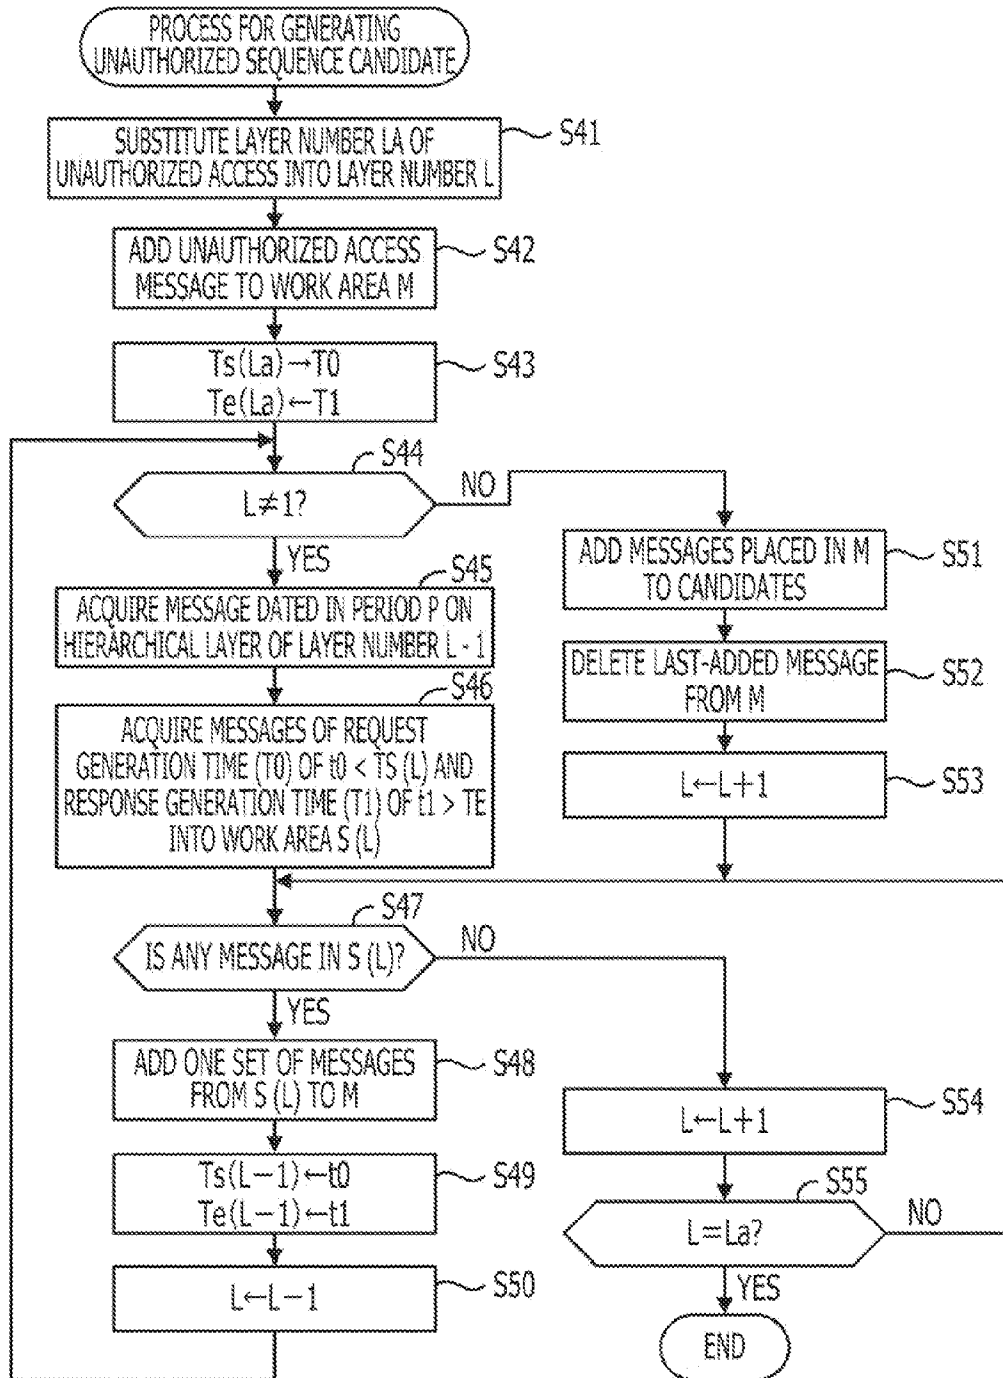 PROCESS FOR GENERATING
UNAUTHORIZED SEQUENCE CANDIDATE
SUBSTITUTE LAYER NUMBER LA OF
UNAUTHORIZED ACCESS INTO LAYER NUMBER L
S41
ADD UNAUTHORIZED ACCESS
MESSAGE TO WORK AREA M
S42
Ts(La)→T0
Te(La)←T1
S43
S44
L≠1?
NO
YES
S45
ACQUIRE MESSAGE DATED IN PERIOD P ON
HIERARCHICAL LAYER OF LAYER NUMBER L - 1
S46
ACQUIRE MESSAGES OF REQUEST
GENERATION TIME (T0) OF t0 < TS (L) AND
RESPONSE GENERATION TIME (T1) OF t1 > TE
INTO WORK AREA S (L)
ADD MESSAGES PLACED IN M
TO CANDIDATES
S51
DELETE LAST-ADDED MESSAGE
FROM M
S52
L←L+1
S53
S47
IS ANY MESSAGE IN S (L)?
NO
YES
ADD ONE SET OF MESSAGES
FROM S (L) TO M
S48
Ts(L−1)←t0
Te(L−1)←t1
S49
L←L−1
S50
L←L+1
S54
S55
L=La?
NO
YES
END